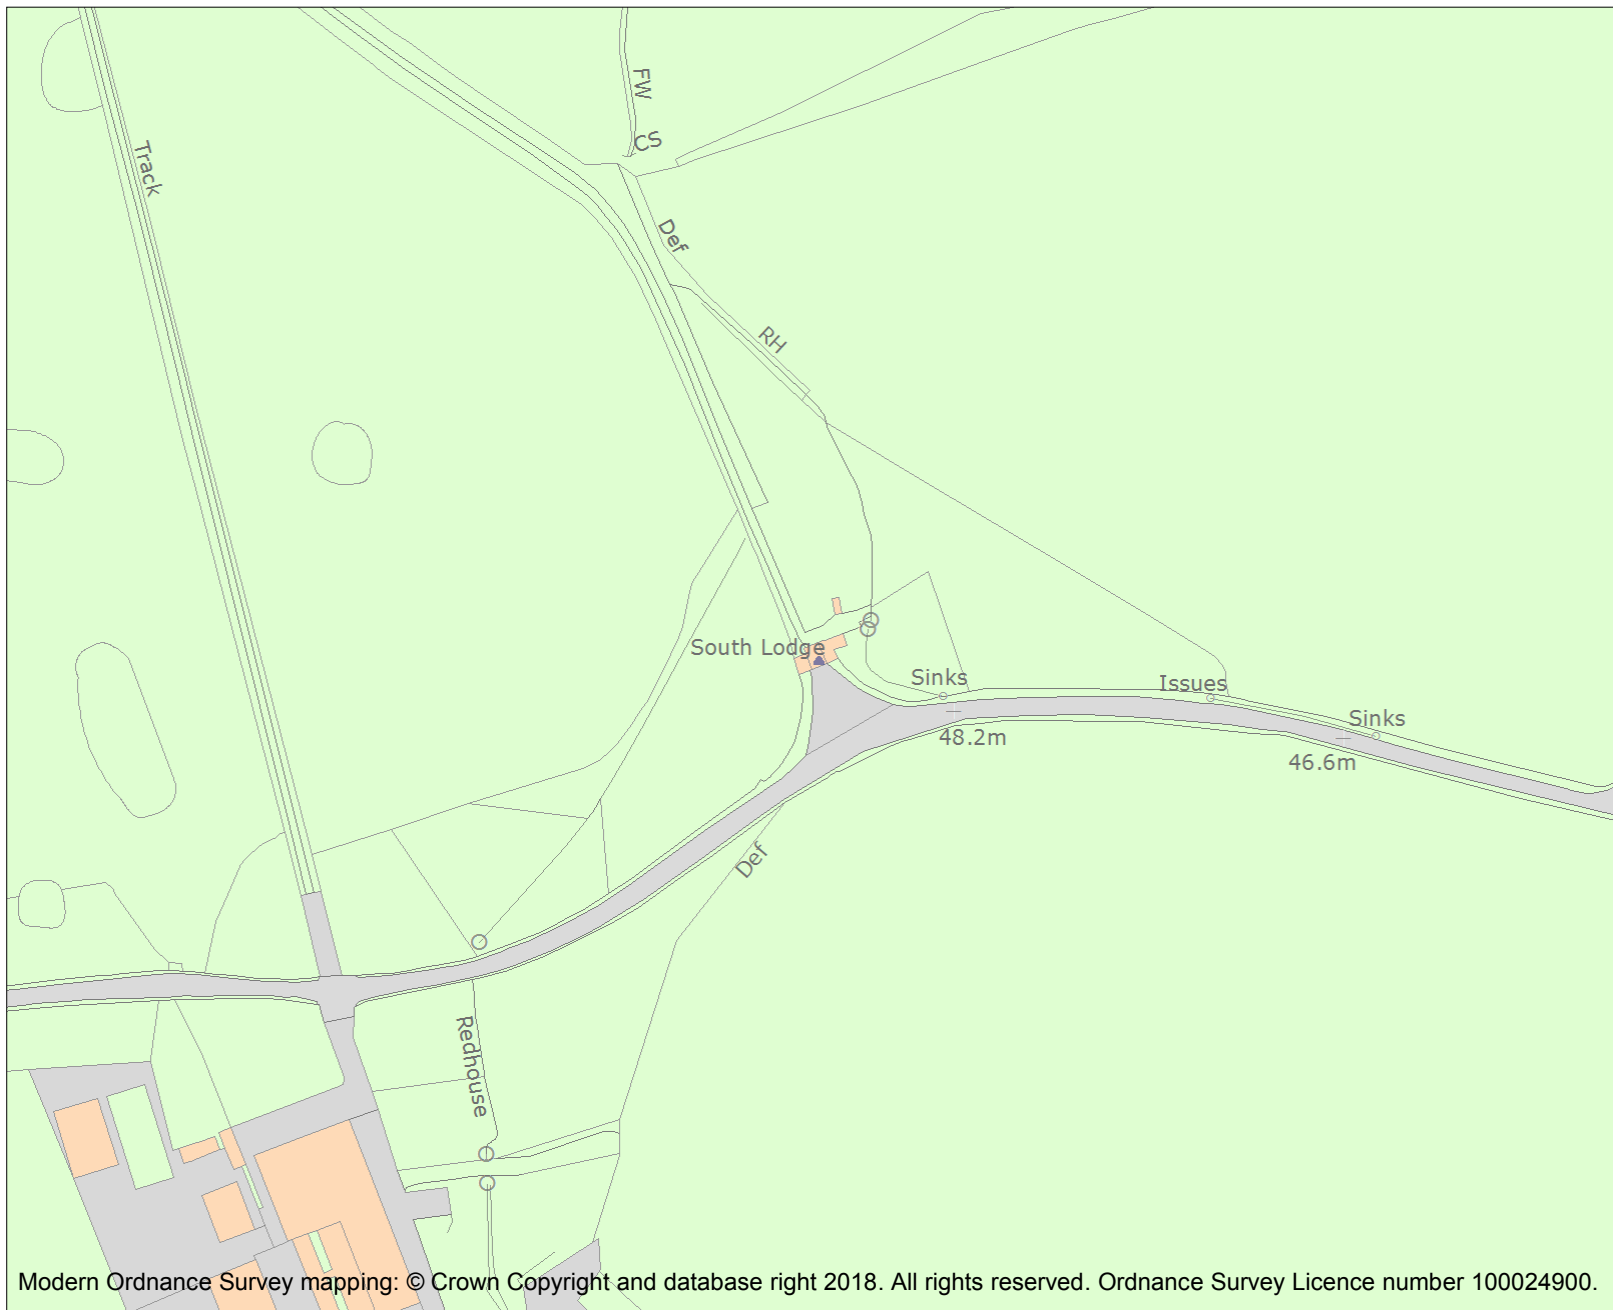 FW
CS
Track
Def
RH
South Lodge
Sinks
Issues
Sinks
48.2m
46.6m
Def
Redhouse
Modern Ordnance Survey mapping: © Crown Copyright and database right 2018. All rights reserved. Ordnance Survey Licence number 100024900.